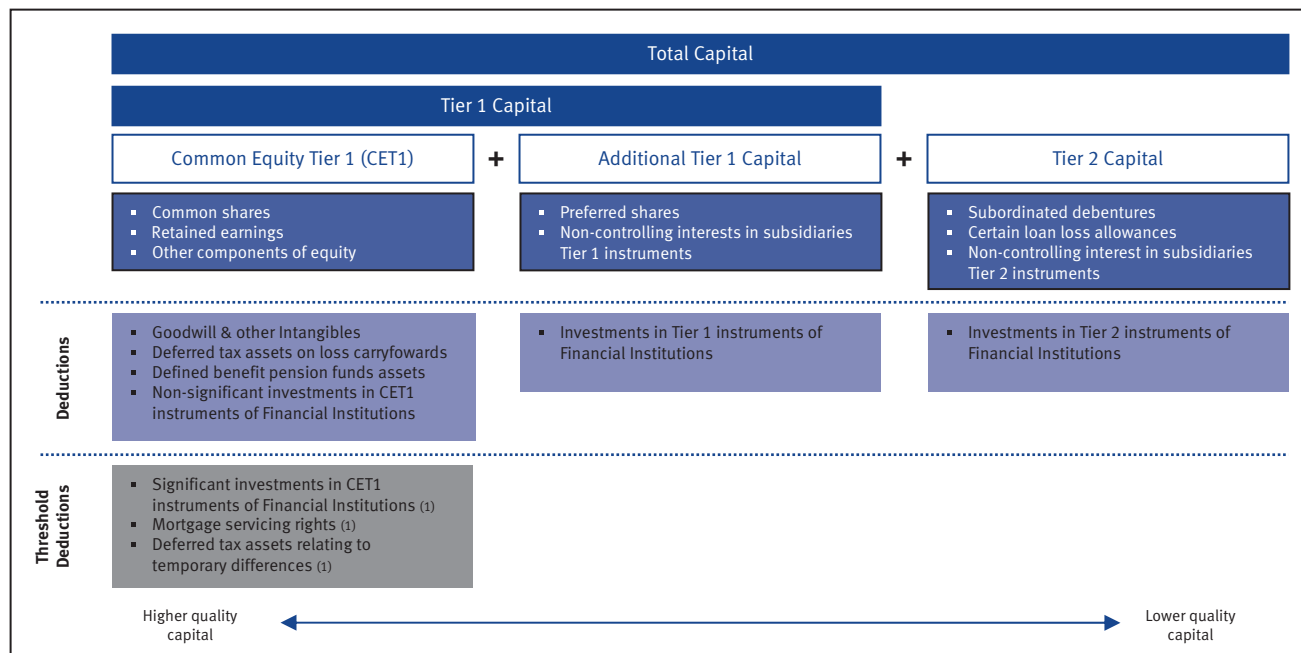 Total Capital
Tier 1 Capital
Common Equity Tier 1 (CET1)
+
Additional Tier 1 Capital
+
Tier 2 Capital
▪ Common shares
▪ Retained earnings
▪ Other components of equity
▪ Preferred shares
▪ Non-controlling interests in subsidiaries
Tier 1 instruments
▪ Subordinated debentures
▪ Certain loan loss allowances
▪ Non-controlling interest in subsidiaries
Tier 2 instruments
Deductions
▪ Goodwill & other Intangibles
▪ Deferred tax assets on loss carryfowards
▪ Defined benefit pension funds assets
▪ Non-significant investments in CET1
instruments of Financial Institutions
▪ Investments in Tier 1 instruments of
Financial Institutions
▪ Investments in Tier 2 instruments of
Financial Institutions
Threshold
Deductions
▪ Significant investments in CET1
instruments of Financial Institutions (1)
▪ Mortgage servicing rights (1)
▪ Deferred tax assets relating to
temporary differences (1)
Higher quality
capital
Lower quality
capital